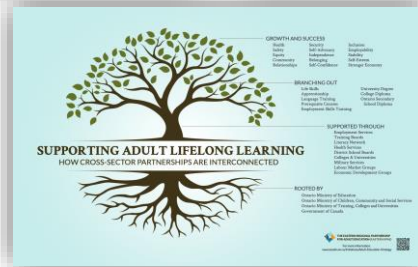 GROWTH AND SUCCESS
Health
Safety
Equity
Community
Relationships
Security
Self-Advocacy
Independence
Belonging
Self-Confidence
Inclusion
Employability
Stability
Self-Esteem
Stronger Economy
BRANCHING OUT
Life Skills
Apprenticeship
Language Training
Prerequisite Courses
Employment Skills Training
University Degree
College Diploma
Ontario Secondary
School Diploma
SUPPORTED THROUGH
Employment Services
Training Boards
Literacy Network
Health Services
District School Boards
Colleges & Universities
Military Services
Labour Market Groups
Economic Development Groups
SUPPORTING ADULT LIFELONG LEARNING
HOW CROSS-SECTOR PARTNERSHIPS ARE INTERCONNECTED
ROOTED BY
Ontario Ministry of Education
Ontario Ministry of Children, Community and Social Services
Ontario Ministry of Training, Colleges and Universities
Government of Canada
THE EASTERN REGIONAL PARTNERSHIP